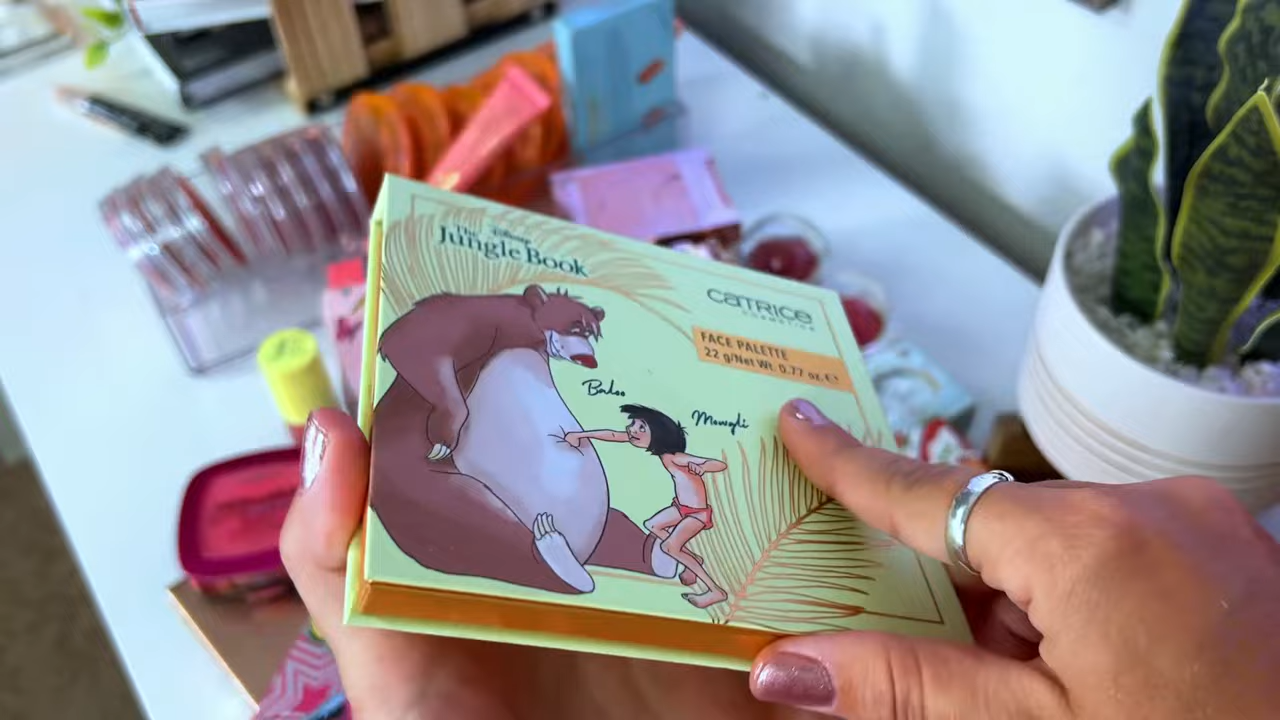 Disney
The
Jungle Book
CATRICE
COSMETICS
FACE PALETTE
22 g/Net Wt. 0.77 oz. e
Baloo
Mowgli